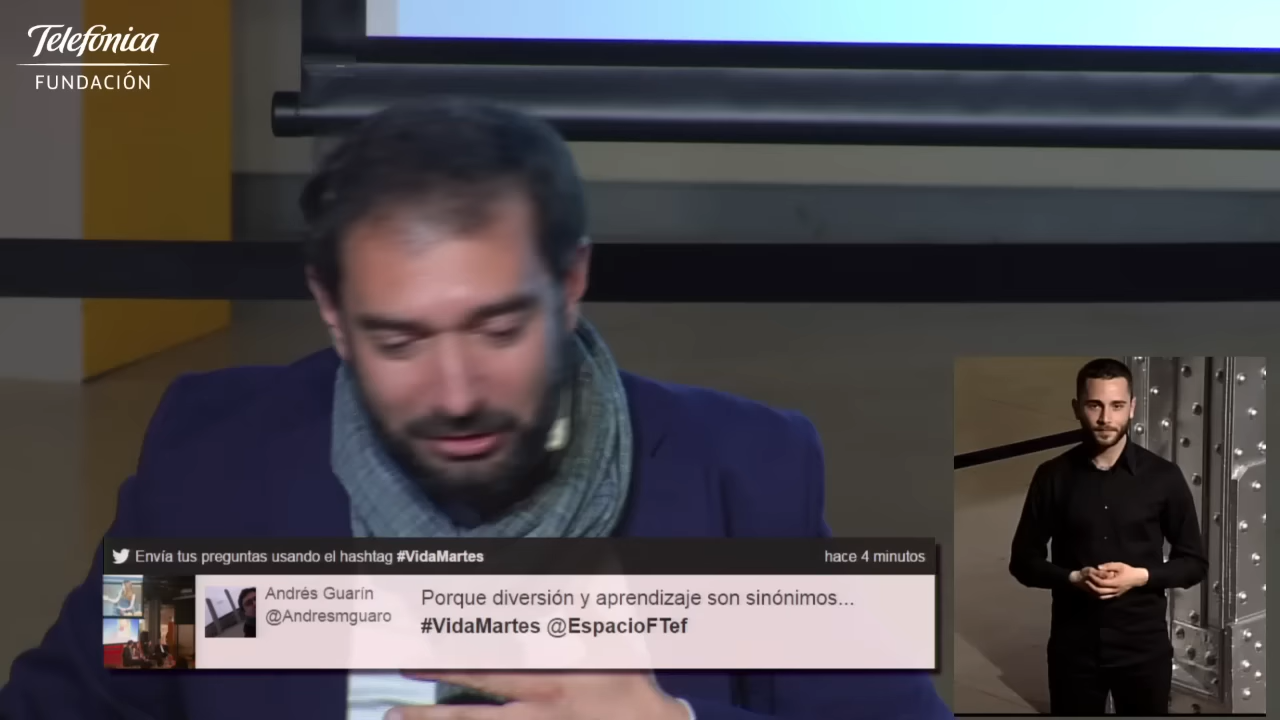 Telefónica
FUNDACIÓN
Envía tus preguntas usando el hashtag #VidaMartes
hace 4 minutos
Andrés Guarín
@Andresmguaro
Porque diversión y aprendizaje son sinónimos...
#VidaMartes @EspacioFTef